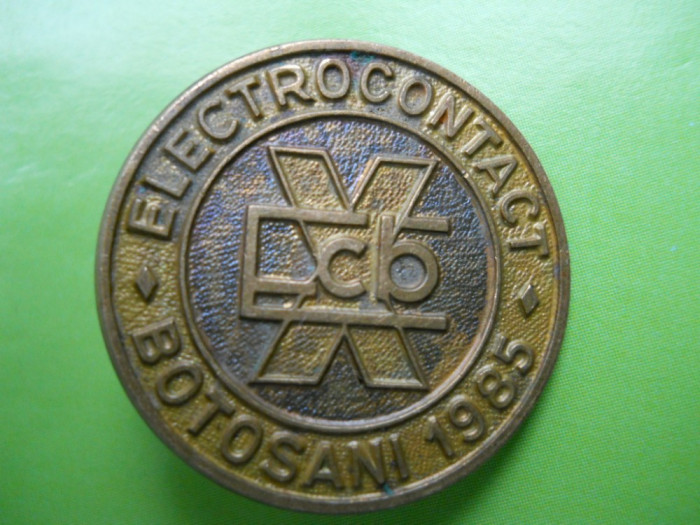 ELECTROCONTACT
Ecb
X
BOTOSANI 1985